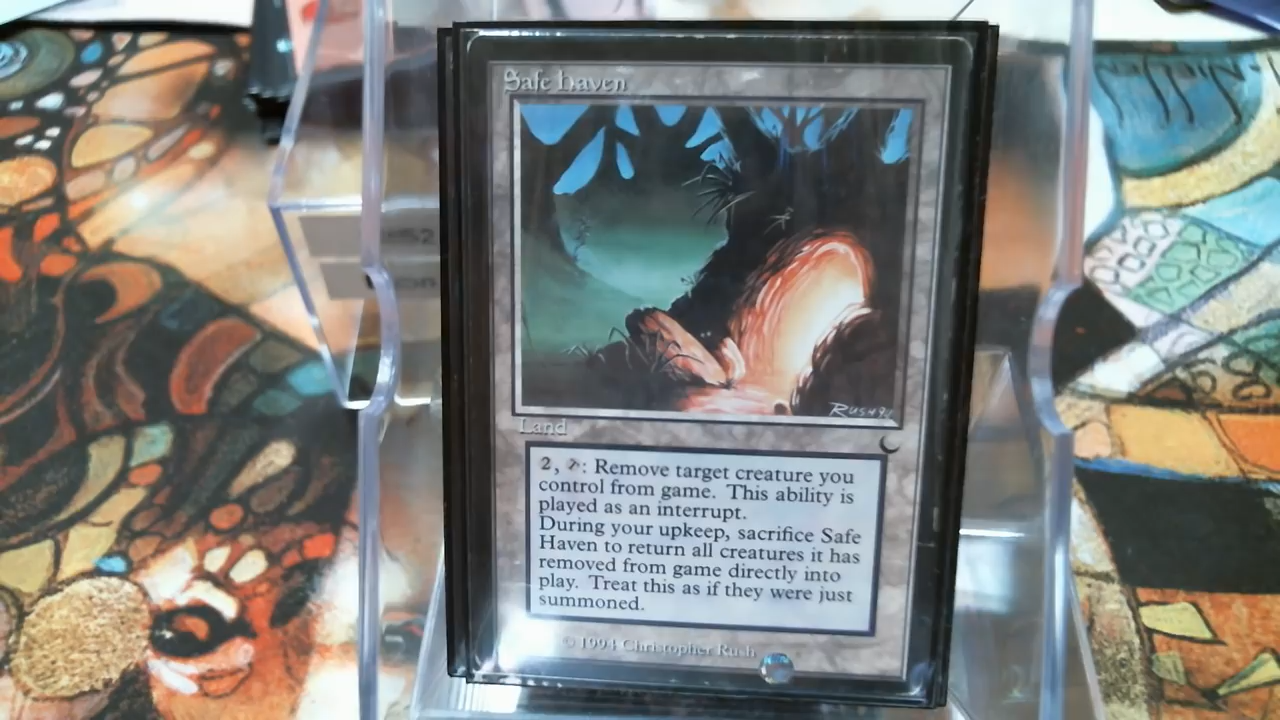 Safe Haven
RUSH94
Land
2, : Remove target creature you
control from game. This ability is
played as an interrupt.
During your upkeep, sacrifice Safe
Haven to return all creatures it has
removed from game directly into
play. Treat this as if they were just
summoned.
© 1994 Christopher Rush